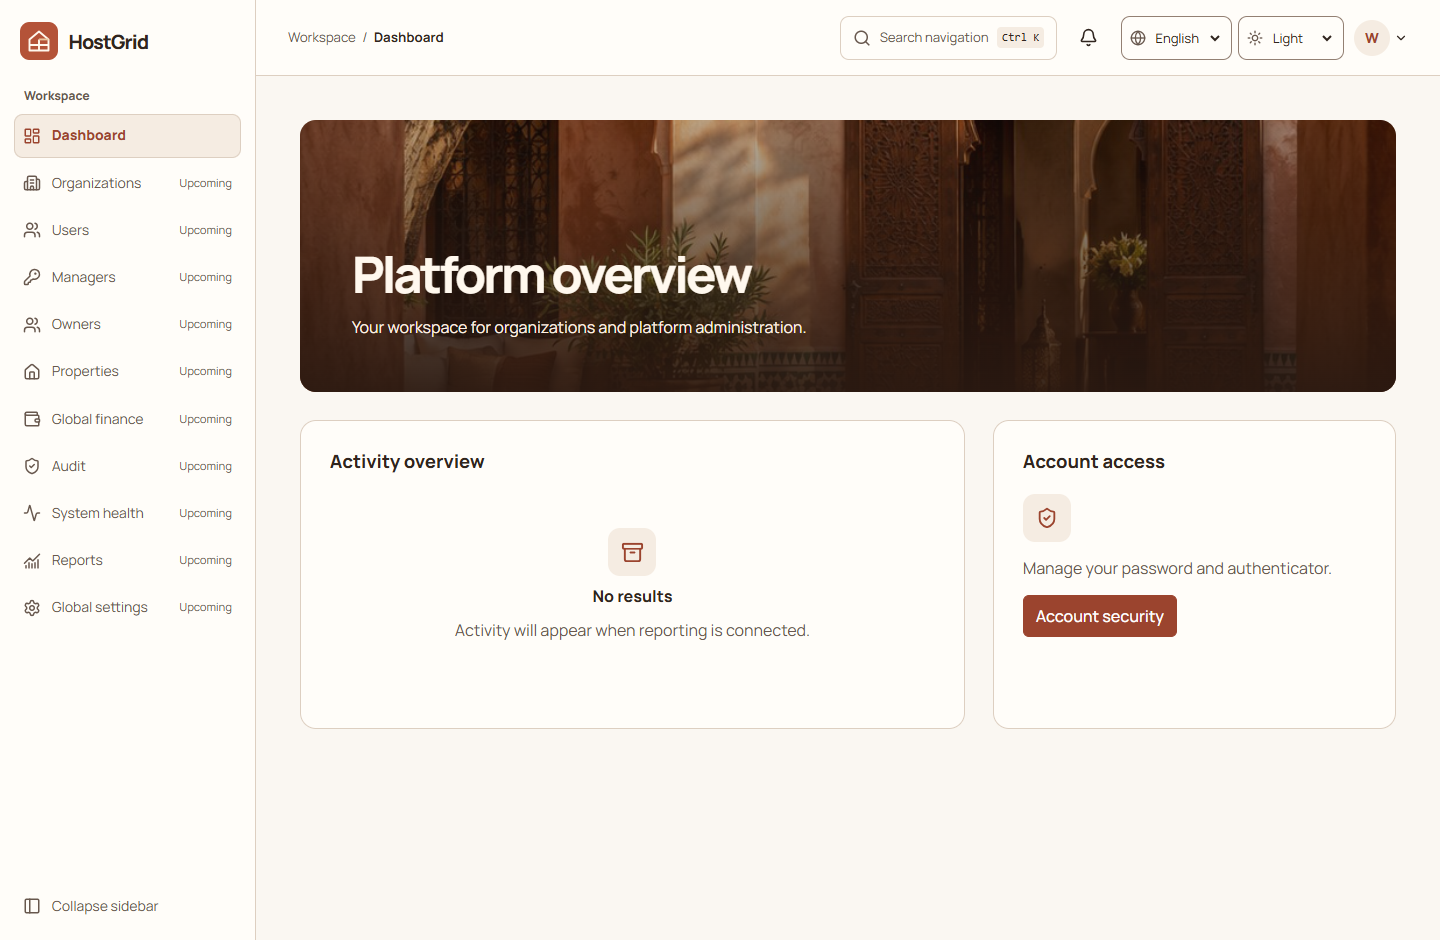 HostGrid
Workspace
Dashboard
Organizations Upcoming
Users Upcoming
Managers Upcoming
Owners Upcoming
Properties Upcoming
Global finance Upcoming
Audit Upcoming
System health Upcoming
Reports Upcoming
Global settings Upcoming
Collapse sidebar
Workspace / Dashboard
Search navigation Ctrl K
English
Light
W
Platform overview
Your workspace for organizations and platform administration.
Activity overview
No results
Activity will appear when reporting is connected.
Account access
Manage your password and authenticator.
Account security